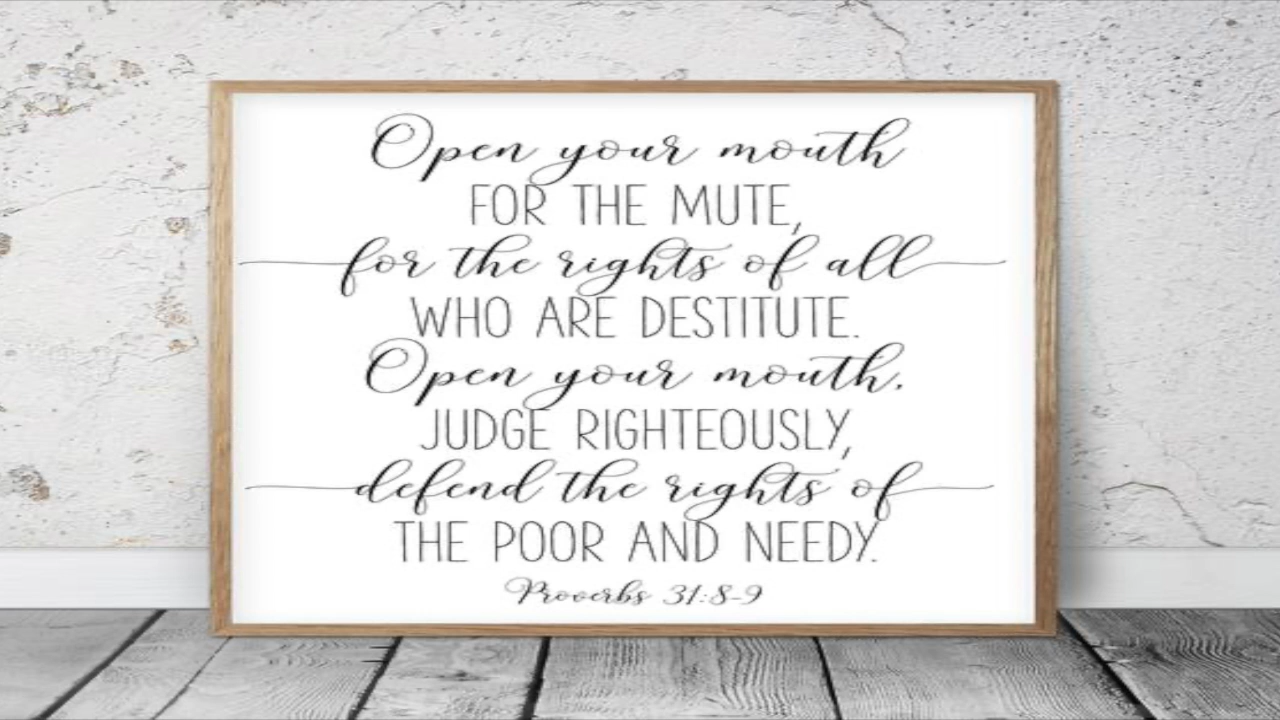 Open your mouth
FOR THE MUTE,
for the rights of all
WHO ARE DESTITUTE.
Open your mouth,
JUDGE RIGHTEOUSLY,
defend the rights of
THE POOR AND NEEDY.
Proverbs 31:8-9